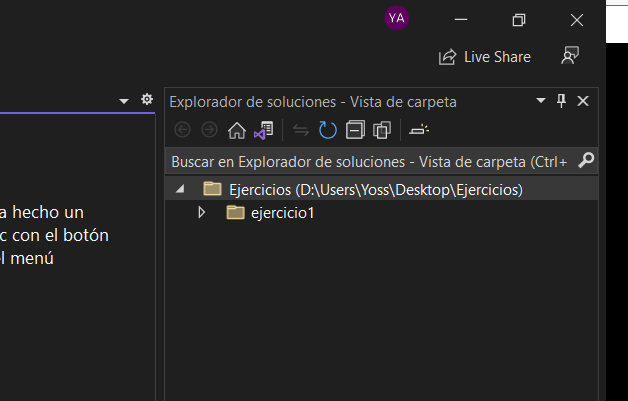 YA
Live Share
Explorador de soluciones - Vista de carpeta
Buscar en Explorador de soluciones - Vista de carpeta (Ctrl+
Ejercicios (D:\Users\Yoss\Desktop\Ejercicios)
ejercicio1
a hecho un
c con el botón
el menú